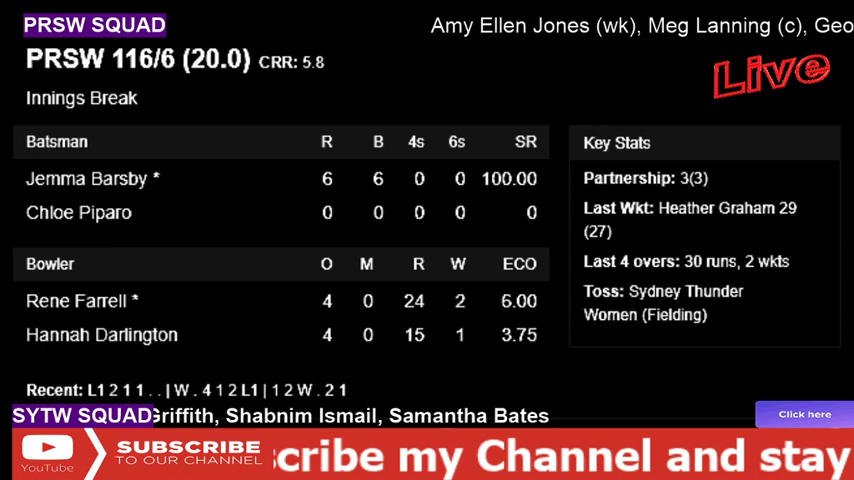 PRSW SQUAD Amy Ellen Jones (wk), Meg Lanning (c), Geo
PRSW 116/6 (20.0) CRR: 5.8
Live
Innings Break
Batsman R B 4s 6s SR
Jemma Barsby * 6 6 0 0 100.00
Chloe Piparo 0 0 0 0 0
Bowler O M R W ECO
Rene Farrell * 4 0 24 2 6.00
Hannah Darlington 4 0 15 1 3.75
Key Stats
Partnership: 3(3)
Last Wkt: Heather Graham 29
(27)
Last 4 overs: 30 runs, 2 wkts
Toss: Sydney Thunder
Women (Fielding)
Recent: L1 2 1 1 . . | W . 4 1 2 L1 | 1 2 W . 2 1
SYTW SQUAD Griffith, Shabnim Ismail, Samantha Bates
Click here
YouTube
SUBSCRIBE
TO OUR CHANNEL
scribe my Channel and stay